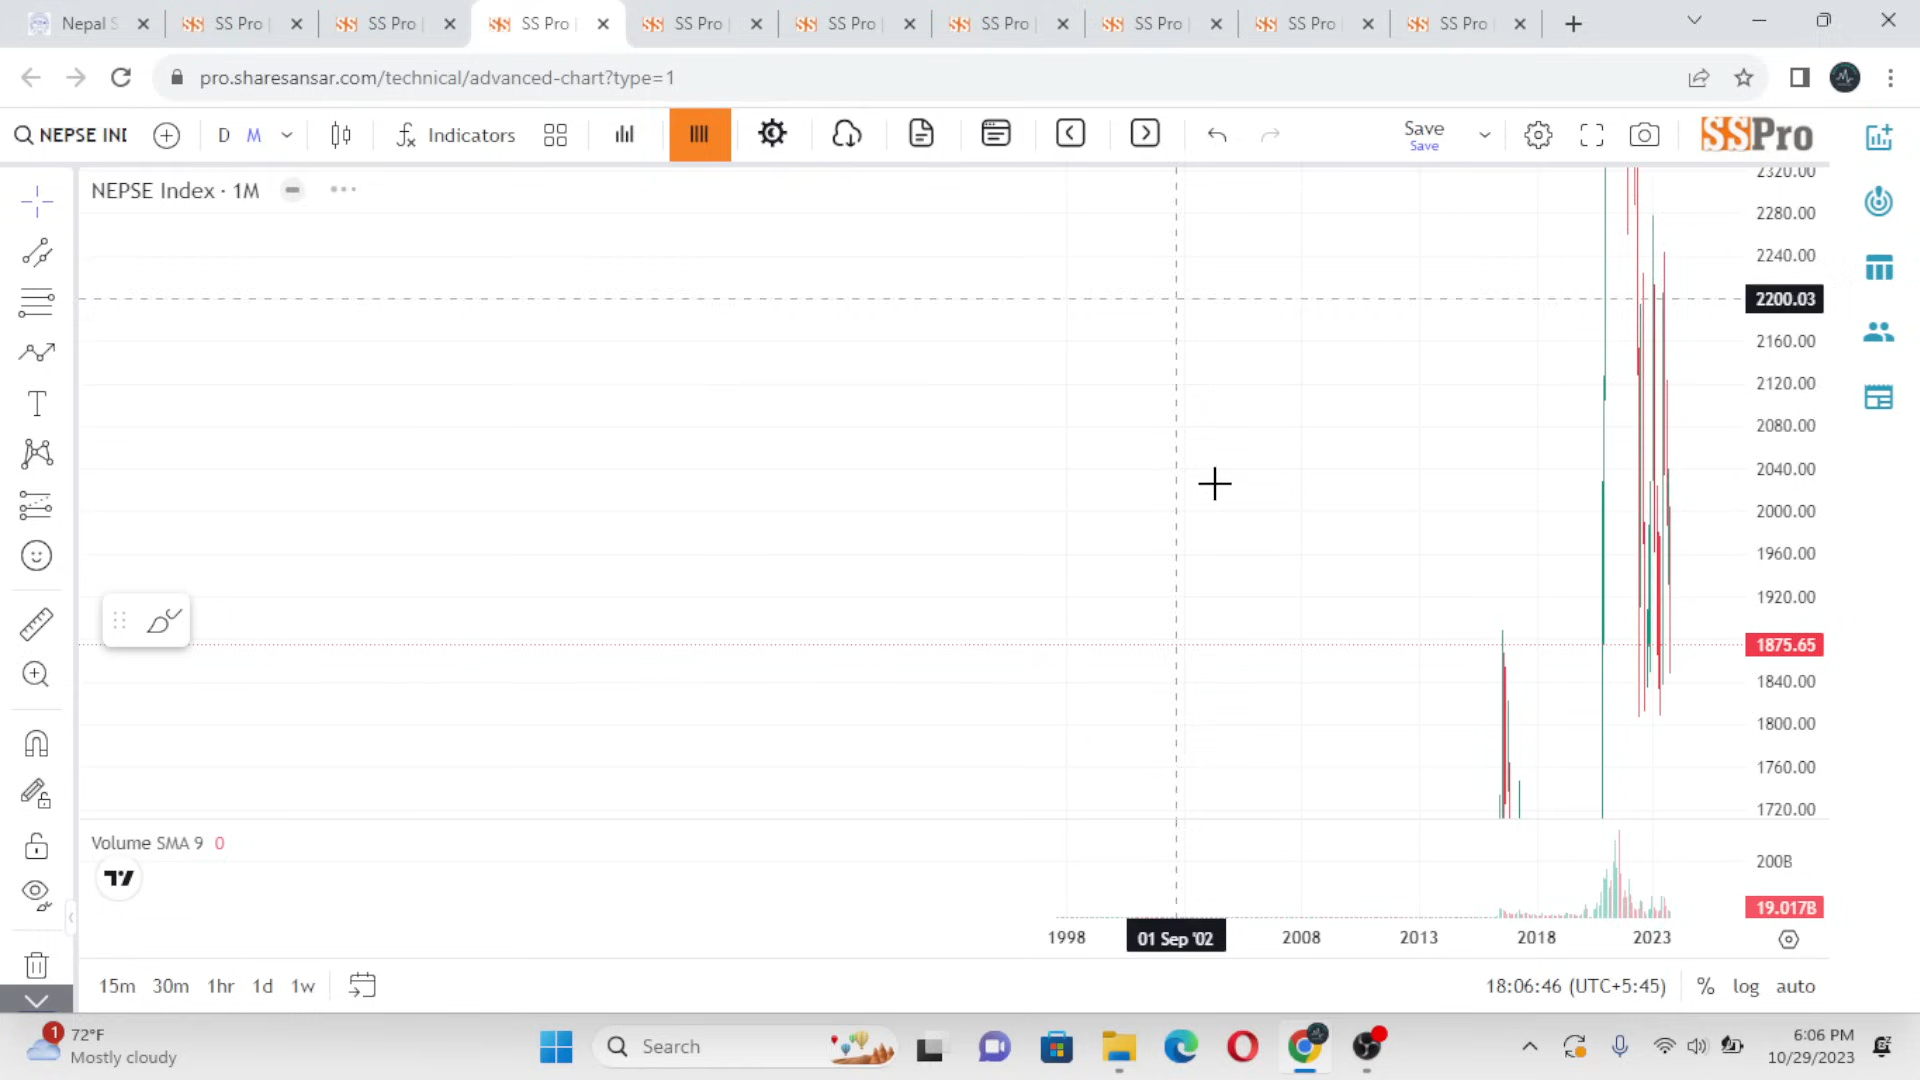 Nepal S
SS Pro
SS Pro
SS Pro
SS Pro
SS Pro
SS Pro
SS Pro
SS Pro
SS Pro
pro.sharesansar.com/technical/advanced-chart?type=1
NEPSE INI
D
M
Indicators
Save
Save
SSPro
NEPSE Index · 1M
2320.00
2280.00
2240.00
2200.03
2160.00
2120.00
2080.00
2040.00
2000.00
1960.00
1920.00
1875.65
1840.00
1800.00
1760.00
1720.00
Volume SMA 9 0
200B
19.017B
1998
01 Sep '02
2008
2013
2018
2023
15m 30m 1hr 1d 1w
18:06:46 (UTC+5:45)
% log auto
1
72°F
Mostly cloudy
Search
6:06 PM
10/29/2023